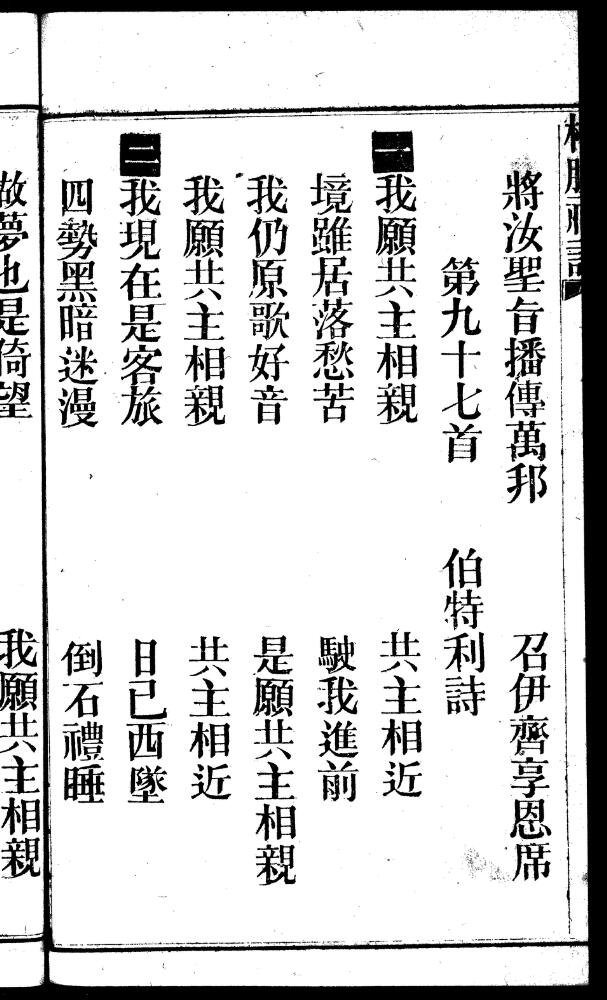 將汝聖旨播傳萬邦 召伊齊享恩席
第九十七首 伯特利詩
一 我願共主相親 共主相近
境雖居落愁苦 駛我進前
我仍原歌好音 是願共主相親
我願共主相親 共主相近
二 我現在是客旅 日已西墜
四勢黑暗迷漫 倒石禮睡
做夢也是倚望 我願共主相親